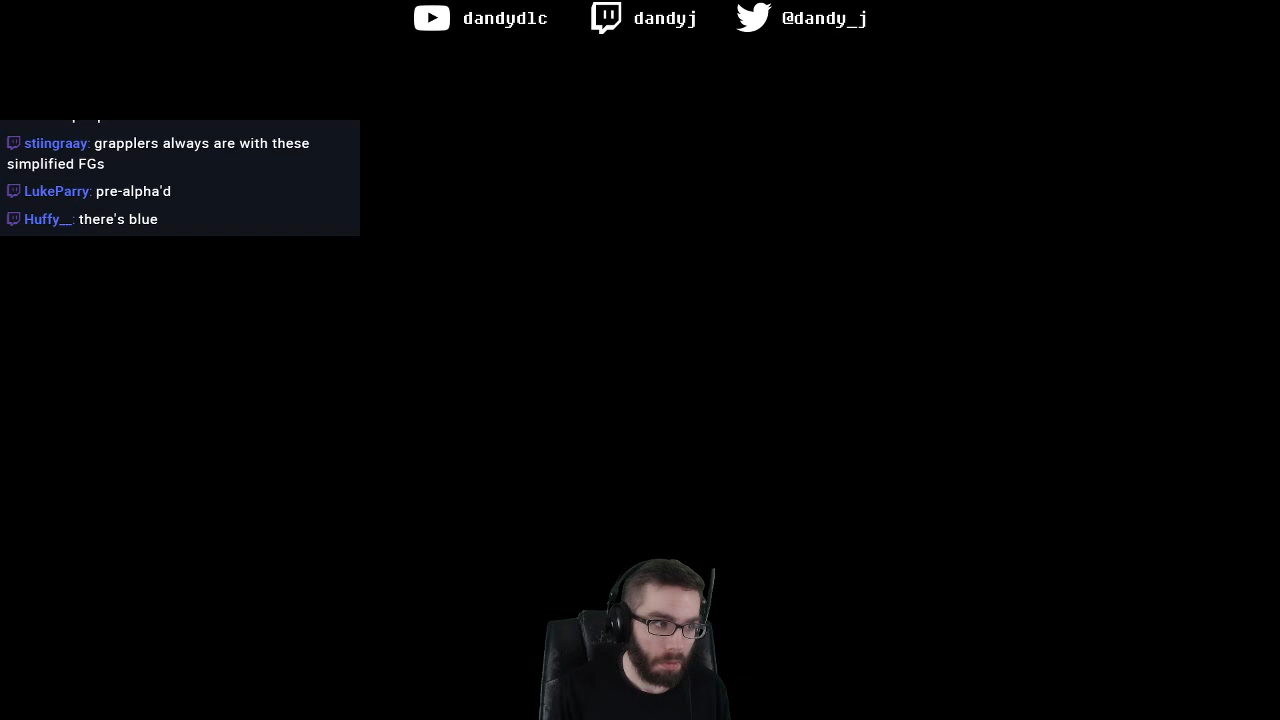 dandydlc dandyj @dandy_j
stiingraay: grapplers always are with these
simplified FGs
LukeParry: pre-alpha'd
Huffy__: there's blue